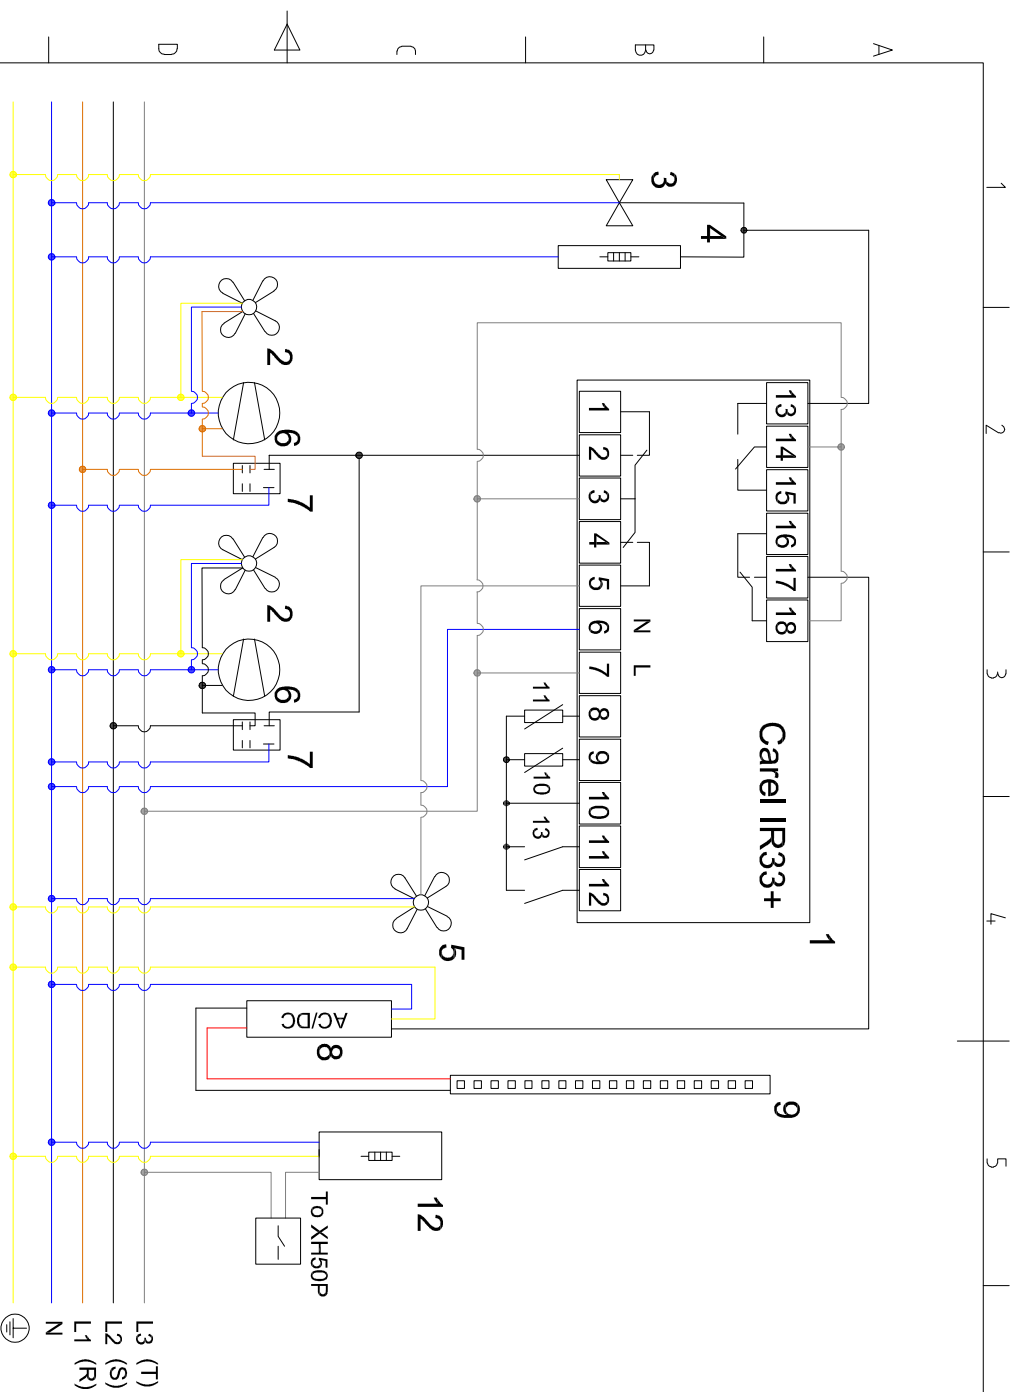 1 2 3 4 5
A
1
13 14 15 16 17 18
9
Carel IR33+
4
3
B
N L
1 2 3 4 5 6 7 8 9 10 11 12
11 10 13
5
12
C
8
To XH50P
AC/DC
7 7
6 6
2 2
D
L3 (T)
L2 (S)
L1 (R)
N